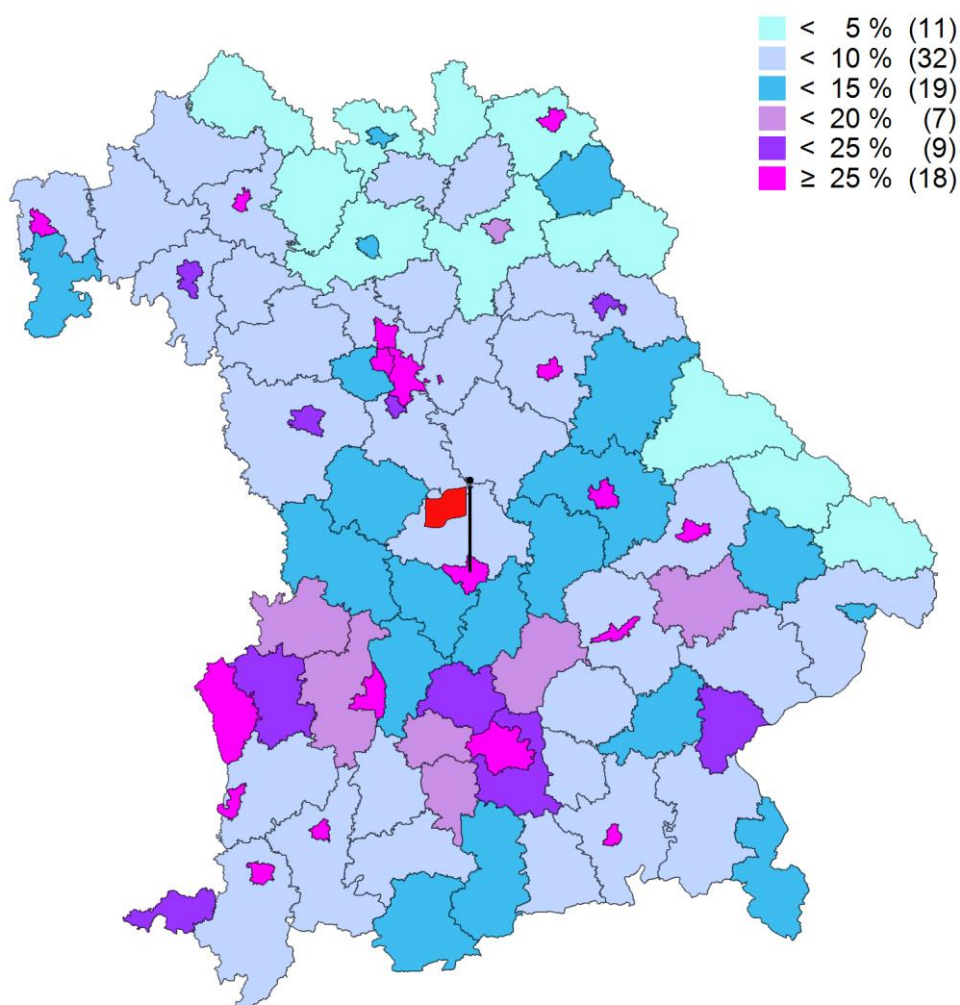 < 5 % (11)
< 10 % (32)
< 15 % (19)
< 20 % (7)
< 25 % (9)
≥ 25 % (18)